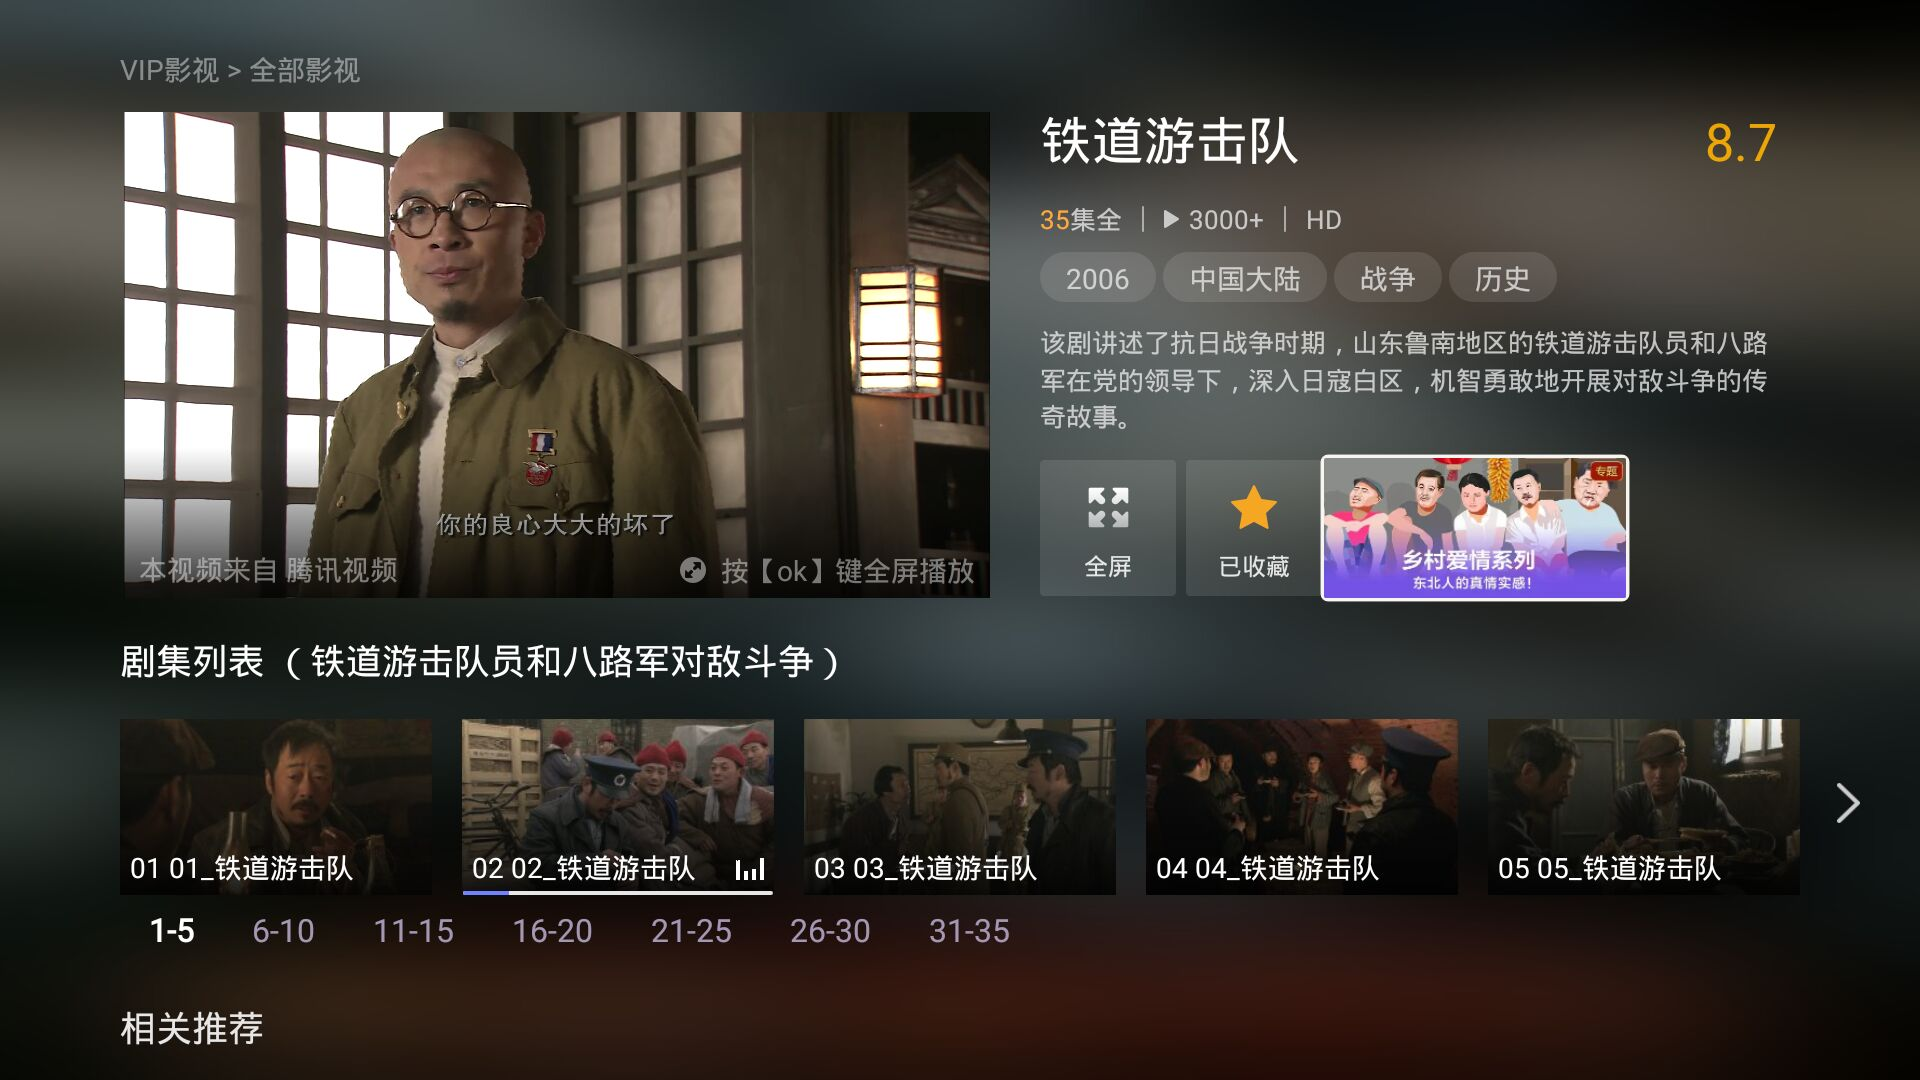 VIP影视 > 全部影视
铁道游击队
8.7
35集全 | 3000+ | HD
2006 中国大陆 战争 历史
该剧讲述了抗日战争时期，山东鲁南地区的铁道游击队员和八路
军在党的领导下，深入日寇白区，机智勇敢地开展对敌斗争的传
奇故事。
你的良心大大的坏了
本视频来自 腾讯视频
按【ok】键全屏播放
全屏
已收藏
专题
乡村爱情系列
东北人的真情实感!
剧集列表 （铁道游击队员和八路军对敌斗争）
01 01_铁道游击队
02 02_铁道游击队
03 03_铁道游击队
04 04_铁道游击队
05 05_铁道游击队
1-5 6-10 11-15 16-20 21-25 26-30 31-35
相关推荐